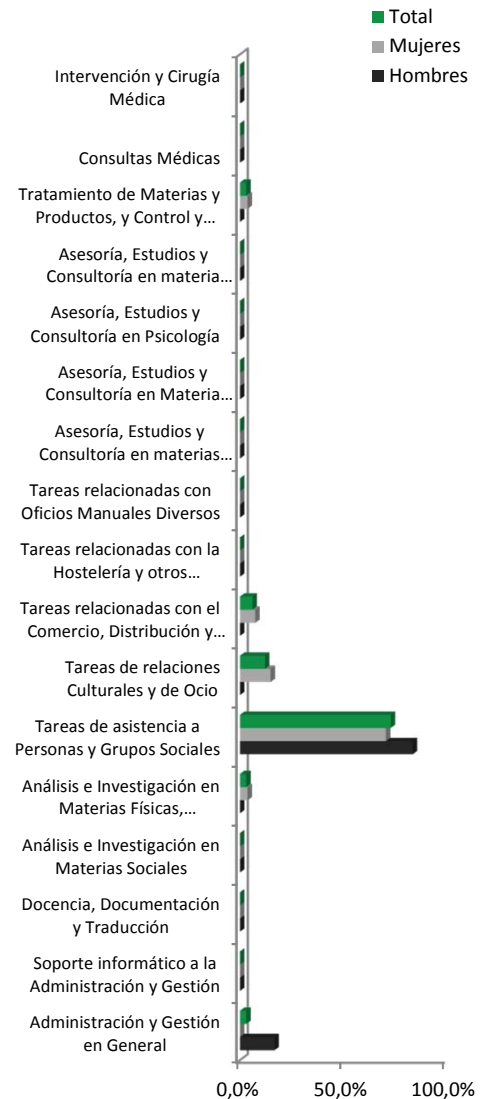 Total
Mujeres
Hombres
Intervención y Cirugía
Médica
Consultas Médicas
Tratamiento de Materias y
Productos, y Control y…
Asesoría, Estudios y
Consultoría en materia…
Asesoría, Estudios y
Consultoría en Psicología
Asesoría, Estudios y
Consultoría en Materia…
Asesoría, Estudios y
Consultoría en materias…
Tareas relacionadas con
Oficios Manuales Diversos
Tareas relacionadas con la
Hostelería y otros…
Tareas relacionadas con el
Comercio, Distribución y…
Tareas de relaciones
Culturales y de Ocio
Tareas de asistencia a
Personas y Grupos Sociales
Análisis e Investigación en
Materias Físicas,…
Análisis e Investigación en
Materias Sociales
Docencia, Documentación
y Traducción
Soporte informático a la
Administración y Gestión
Administración y Gestión
en General
0,0% 50,0% 100,0%